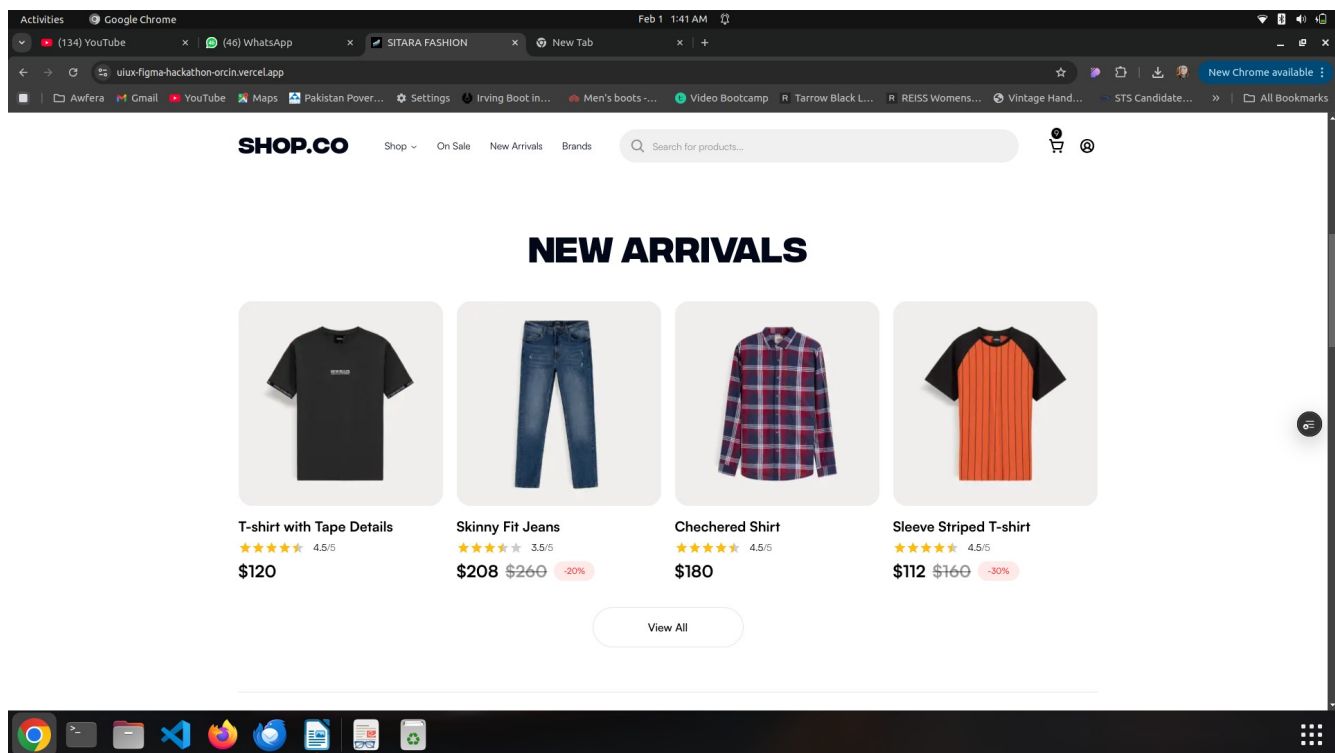 Activities Google Chrome Feb 1 1:41 AM
(134) YouTube (46) WhatsApp SITARA FASHION New Tab
uiux-figma-hackathon-orcin.vercel.app New Chrome available
Awfera Gmail YouTube Maps Pakistan Pover... Settings Irving Boot in... Men's boots -... Video Bootcamp Tarrow Black L... REISS Womens... Vintage Hand... STS Candidate... » All Bookmarks
SHOP.CO Shop On Sale New Arrivals Brands Search for products... 9
NEW ARRIVALS
T-shirt with Tape Details Skinny Fit Jeans Chechered Shirt Sleeve Striped T-shirt
4.5/5 3.5/5 4.5/5 4.5/5
$120 $208 $260 -20% $180 $112 $160 -30%
View All